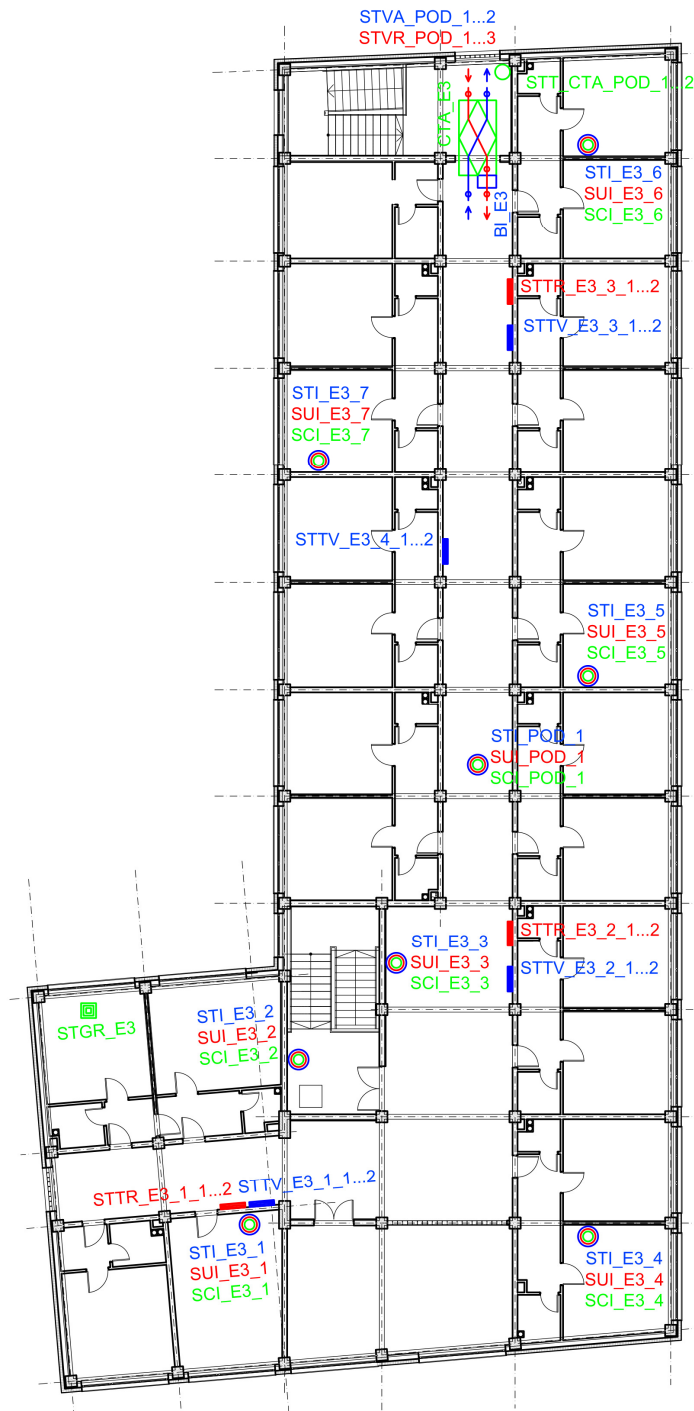 STVA_POD_1...2
STVR_POD_1...3
CTA_E3
STT_CTA_POD_1...2
STI_E3_6
SUI_E3_6
SCI_E3_6
BI_E3
STTR_E3_3_1...2
STTV_E3_3_1...2
STI_E3_7
SUI_E3_7
SCI_E3_7
STTV_E3_4_1...2
STI_E3_5
SUI_E3_5
SCI_E3_5
STI_POD_1
SUI_POD_1
SCI_POD_1
STTR_E3_2_1...2
STI_E3_3
SUI_E3_3
SCI_E3_3
STTV_E3_2_1...2
STI_E3_2
SUI_E3_2
SCI_E3_2
STGR_E3
STTR_E3_1_1...2
STTV_E3_1_1...2
STI_E3_1
SUI_E3_1
SCI_E3_1
STI_E3_4
SUI_E3_4
SCI_E3_4